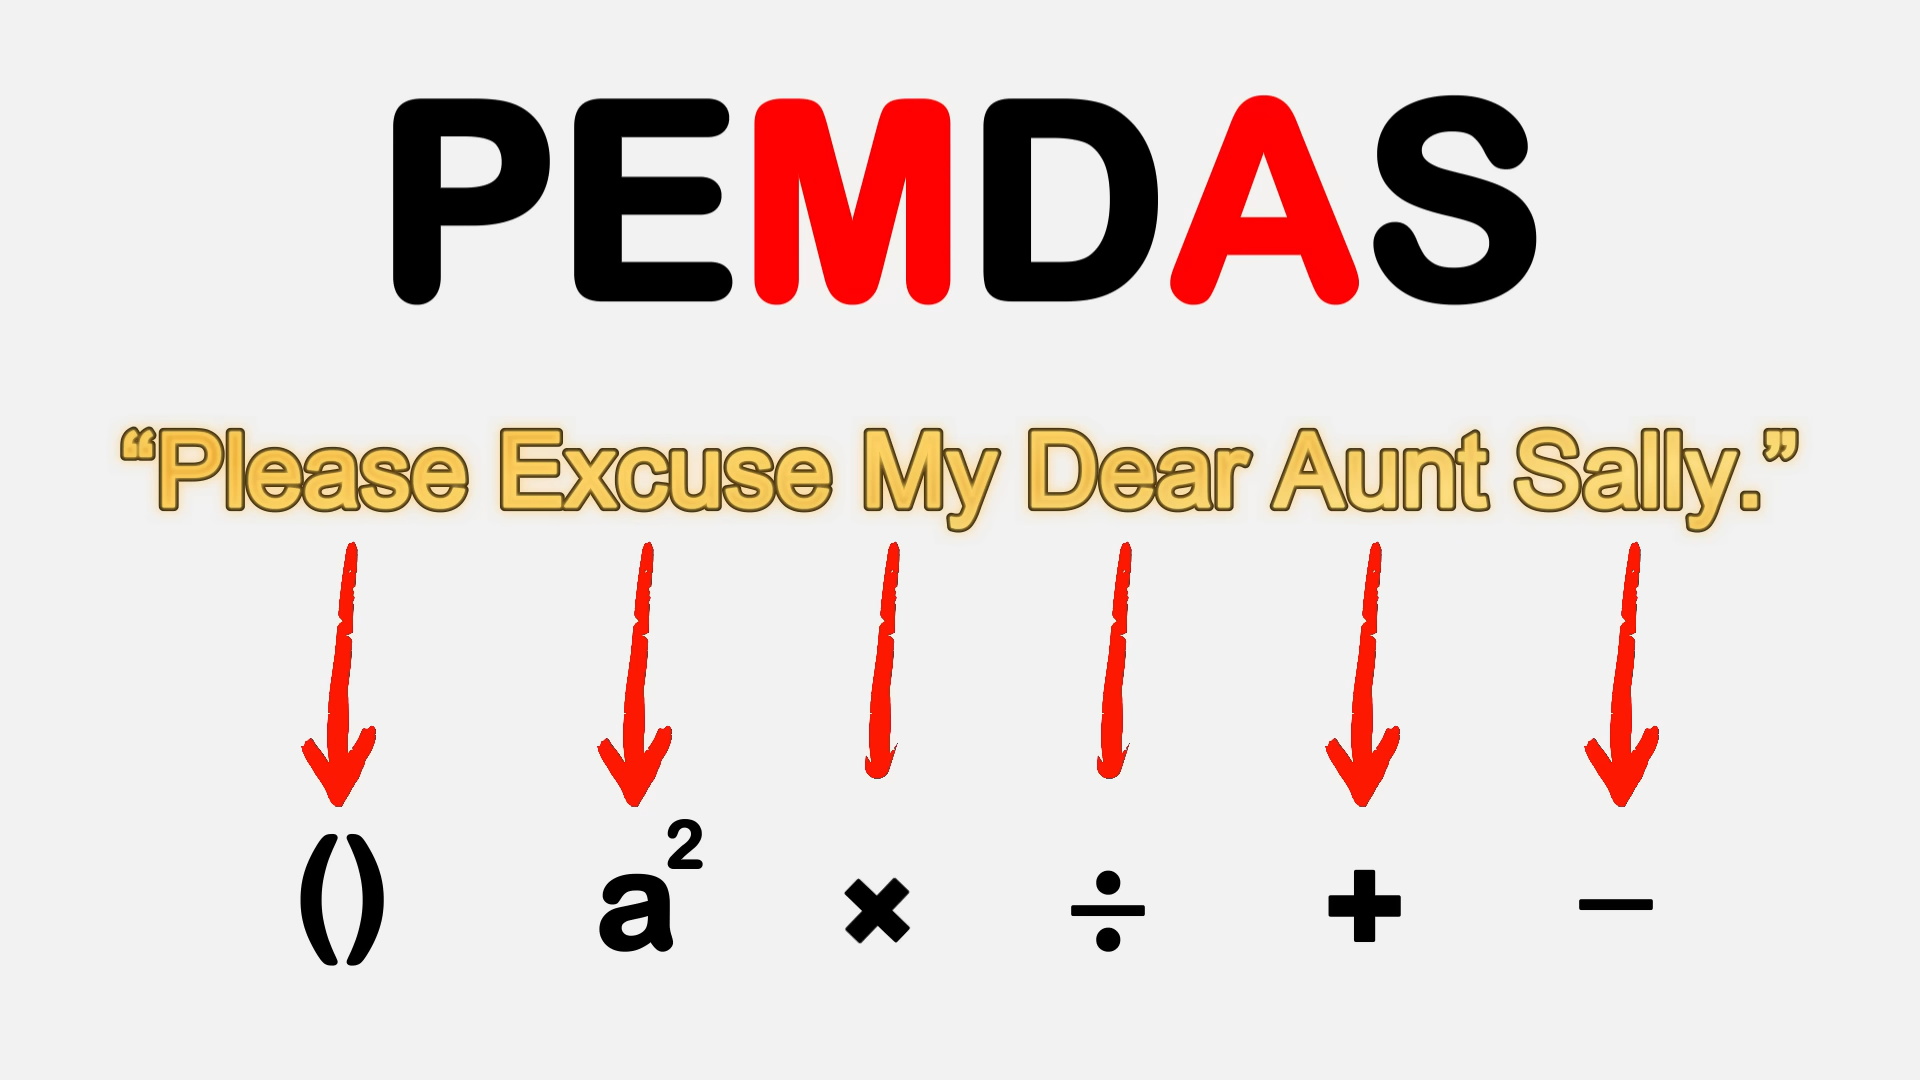 PEMDAS
“Please Excuse My Dear Aunt Sally.”
() a² × ÷ + −